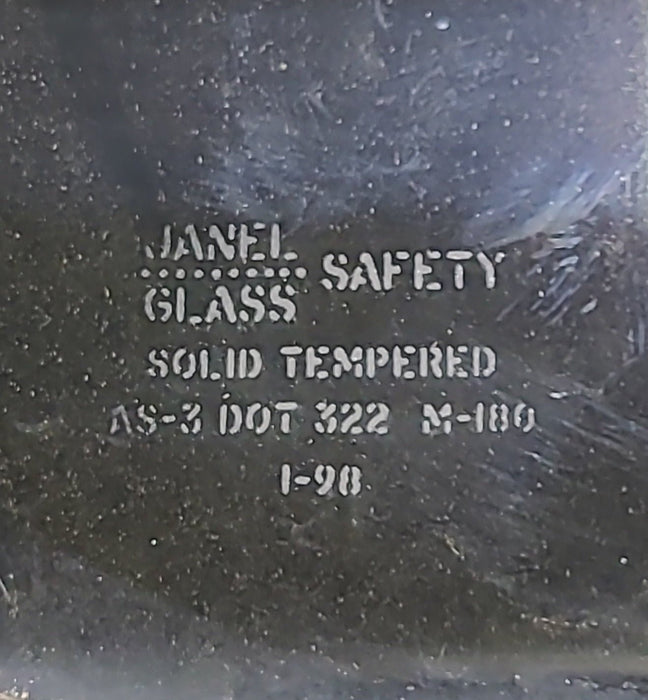 JANEL
GLASS SAFETY
SOLID TEMPERED
AS-3 DOT 322 M-180
1-98